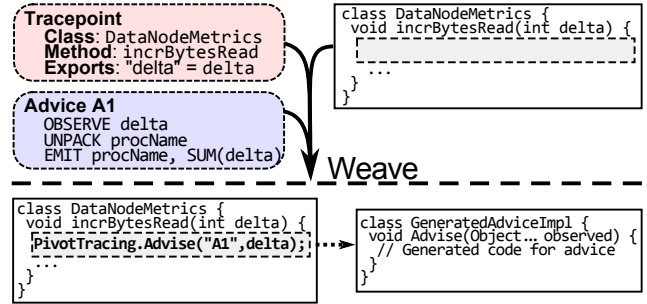 Tracepoint
Class: DataNodeMetrics
Method: incrBytesRead
Exports: "delta" = delta
class DataNodeMetrics {
void incrBytesRead(int delta) {
...
}
}
Advice A1
OBSERVE delta
UNPACK procName
EMIT procName, SUM(delta)
Weave
class DataNodeMetrics {
void incrBytesRead(int delta) {
PivotTracing.Advise("A1",delta);
...
}
}
class GeneratedAdviceImpl {
void Advise(Object... observed) {
// Generated code for advice
}
}